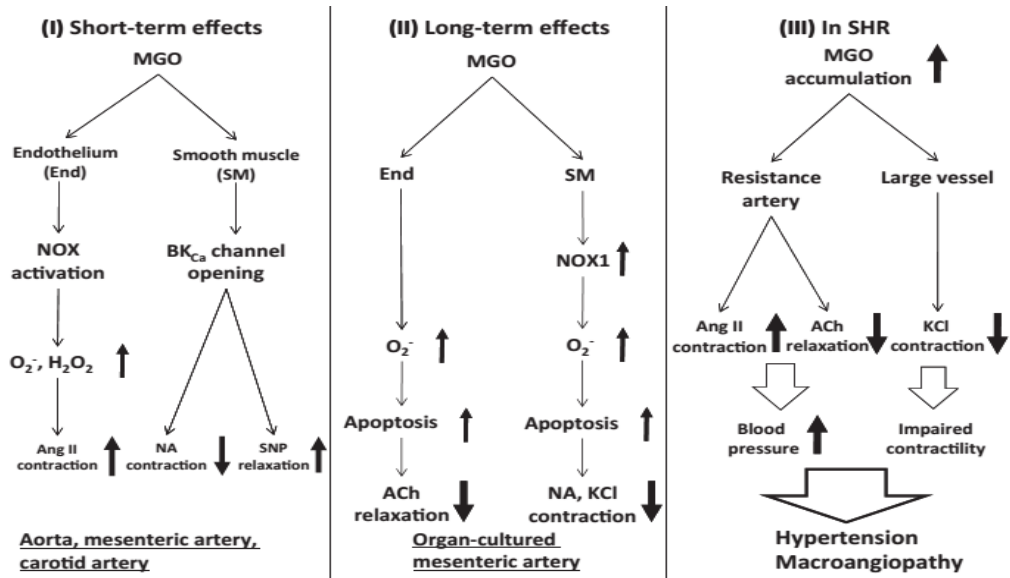 (I) Short-term effects
MGO
Endothelium
(End)
Smooth muscle
(SM)
NOX
activation
BKCa channel
opening
O2-, H2O2
Ang II
contraction
NA
contraction
SNP
relaxation
Aorta, mesenteric artery,
carotid artery
(II) Long-term effects
MGO
End
SM
NOX1
O2-
O2-
Apoptosis
Apoptosis
ACh
relaxation
NA, KCl
contraction
Organ-cultured
mesenteric artery
(III) In SHR
MGO
accumulation
Resistance
artery
Large vessel
Ang II
contraction
ACh
relaxation
KCl
contraction
Blood
pressure
Impaired
contractility
Hypertension
Macroangiopathy